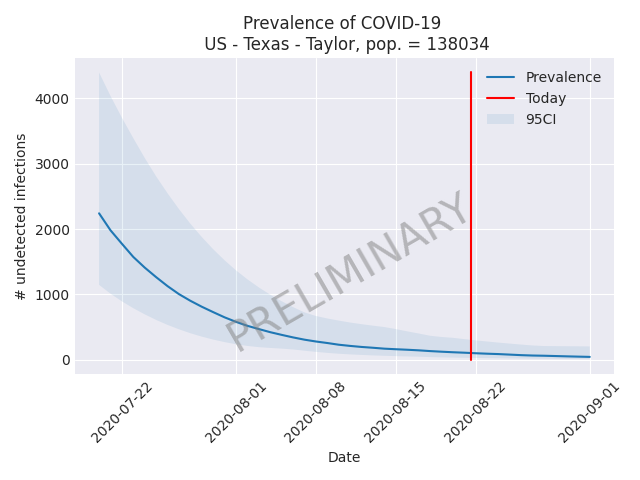 Prevalence of COVID-19
US - Texas - Taylor, pop. = 138034
# undetected infections
4000
3000
2000
1000
0
Prevalence
Today
95CI
PRELIMINARY
2020-07-22
2020-08-01
2020-08-08
2020-08-15
2020-08-22
2020-09-01
Date